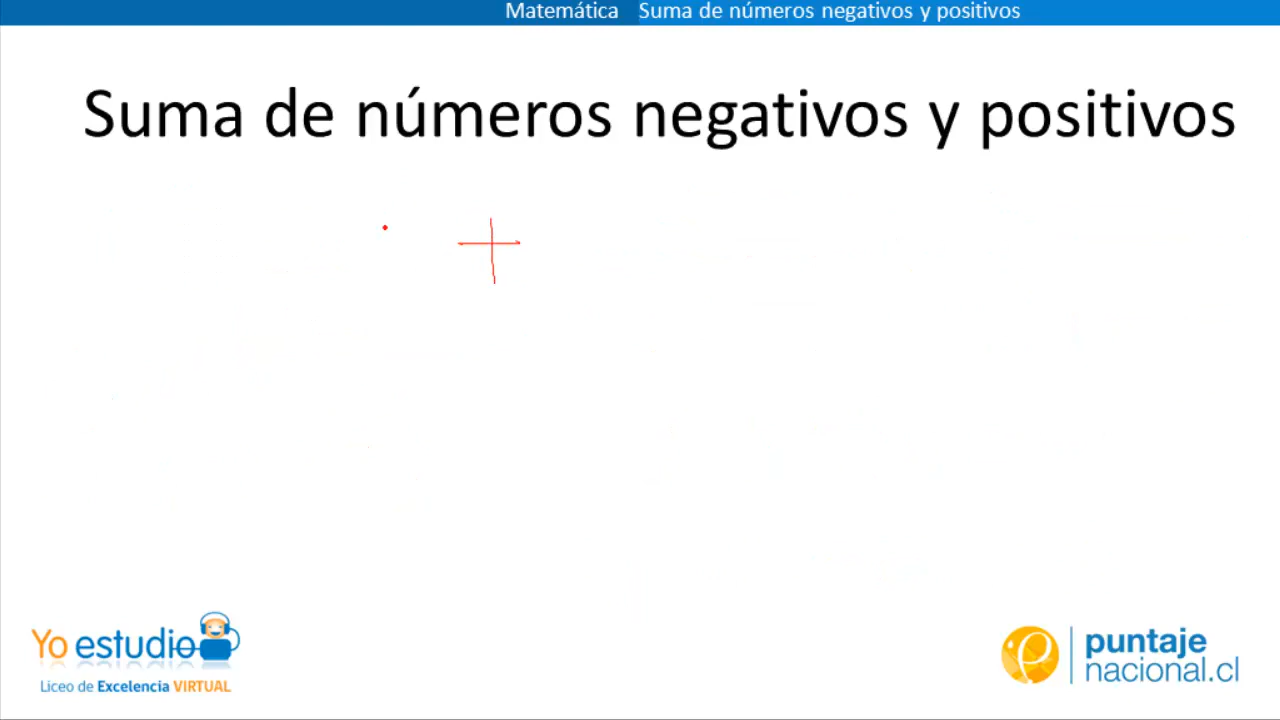 Matemática Suma de números negativos y positivos
Suma de números negativos y positivos
+
Yo estudio
Liceo de Excelencia VIRTUAL
puntaje
nacional.cl